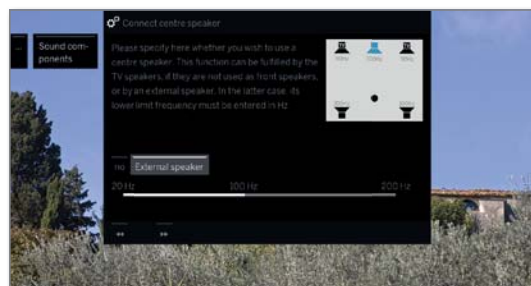 Connect centre speaker
...
Sound com-
ponents
Please specify here whether you wish to use a
centre speaker. This function can be fulfilled by the
TV speakers, if they are not used as front speakers,
or by an external speaker. In the latter case, its
lower limit frequency must be entered in Hz
TV
TV
no
External speaker
20 Hz
100 Hz
200 Hz